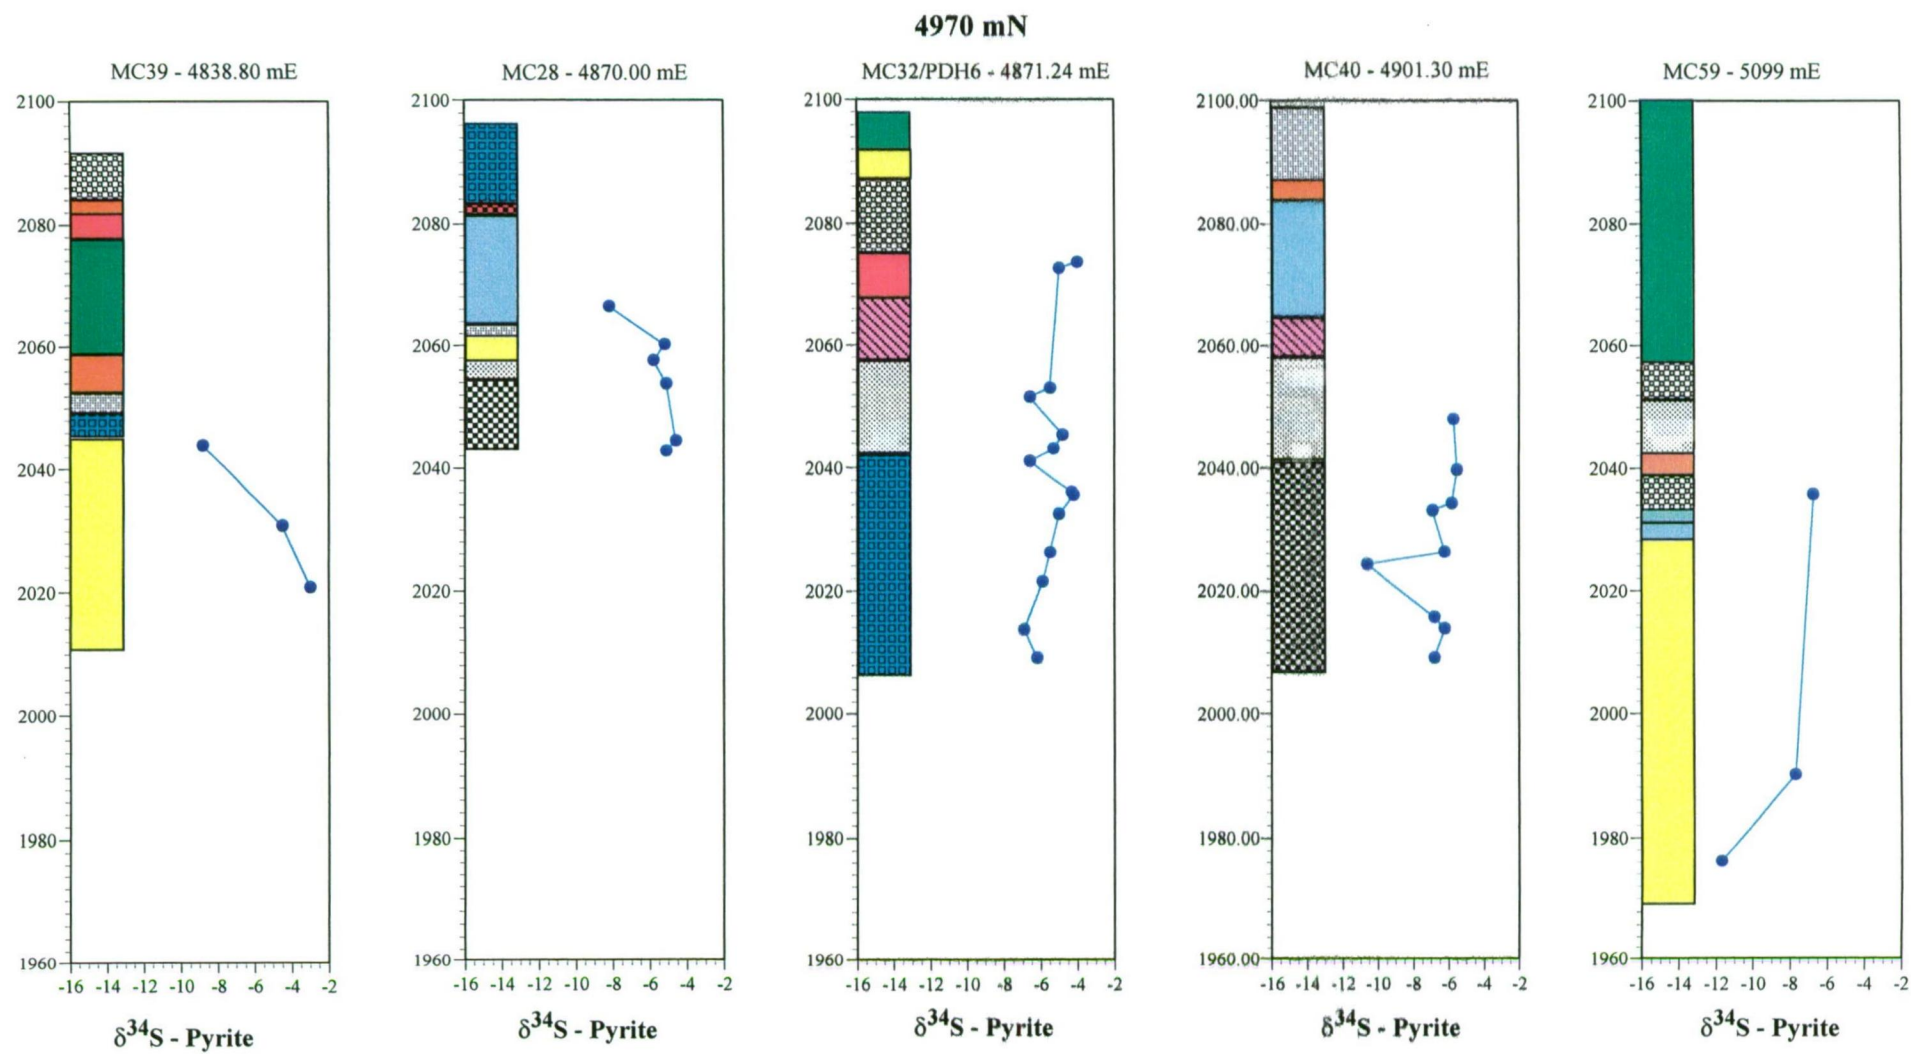 4970 mN
MC39 - 4838.80 mE
2100
2080
2060
2040
2020
2000
1980
1960
-16 -14 -12 -10 -8 -6 -4 -2
δ34S - Pyrite
MC28 - 4870.00 mE
2100
2080
2060
2040
2020
2000
1980
1960
-16 -14 -12 -10 -8 -6 -4 -2
δ34S - Pyrite
MC32/PDH6 - 4871.24 mE
2100
2080
2060
2040
2020
2000
1980
1960
-16 -14 -12 -10 -8 -6 -4 -2
δ34S - Pyrite
MC40 - 4901.30 mE
2100.00
2080.00
2060.00
2040.00
2020.00
2000.00
1980.00
1960.00
-16 -14 -12 -10 -8 -6 -4 -2
δ34S - Pyrite
MC59 - 5099 mE
2100
2080
2060
2040
2020
2000
1980
1960
-16 -14 -12 -10 -8 -6 -4 -2
δ34S - Pyrite